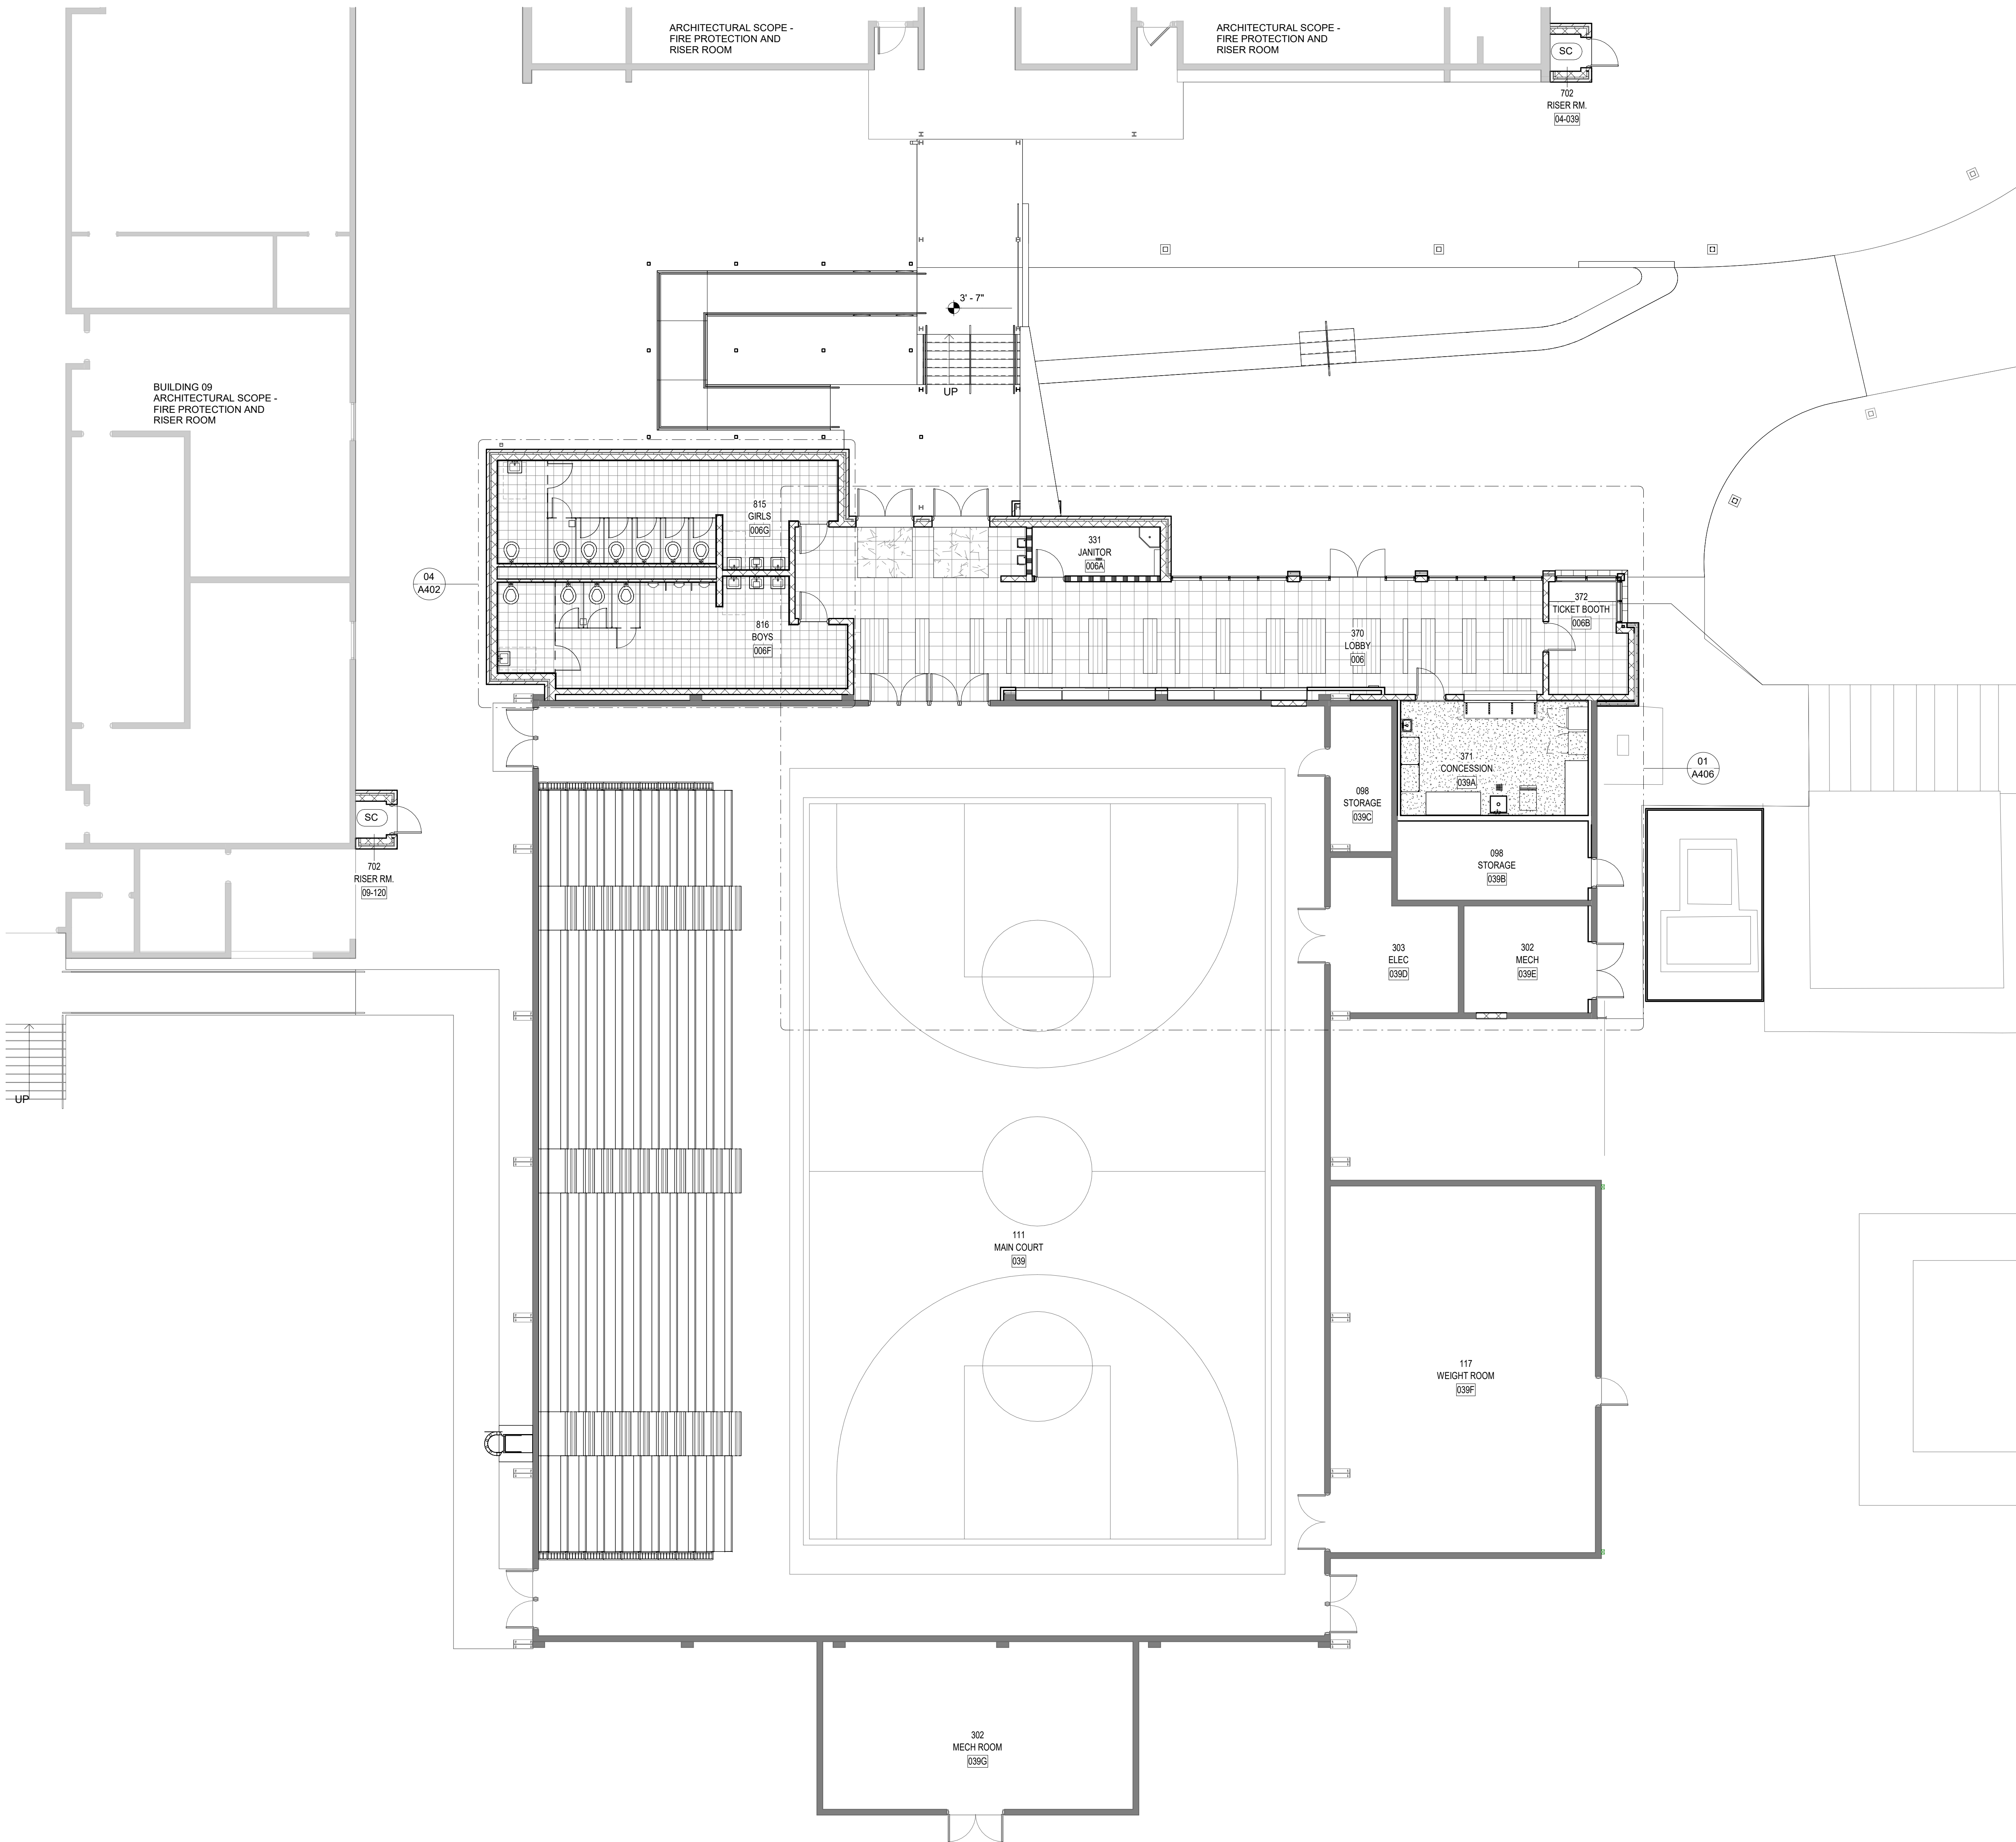 ARCHITECTURAL SCOPE -
FIRE PROTECTION AND
RISER ROOM
ARCHITECTURAL SCOPE -
FIRE PROTECTION AND
RISER ROOM
SC
702
RISER RM.
04-039
3' - 7"
UP
BUILDING 09
ARCHITECTURAL SCOPE -
FIRE PROTECTION AND
RISER ROOM
815
GIRLS
006G
331
JANITOR
006A
04
A402
372
TICKET BOOTH
006B
816
BOYS
006F
370
LOBBY
006
371
CONCESSION
039A
01
A406
098
STORAGE
039C
SC
702
RISER RM.
09-120
098
STORAGE
039B
303
ELEC
039D
302
MECH
039E
UP
111
MAIN COURT
039
117
WEIGHT ROOM
039F
302
MECH ROOM
039G